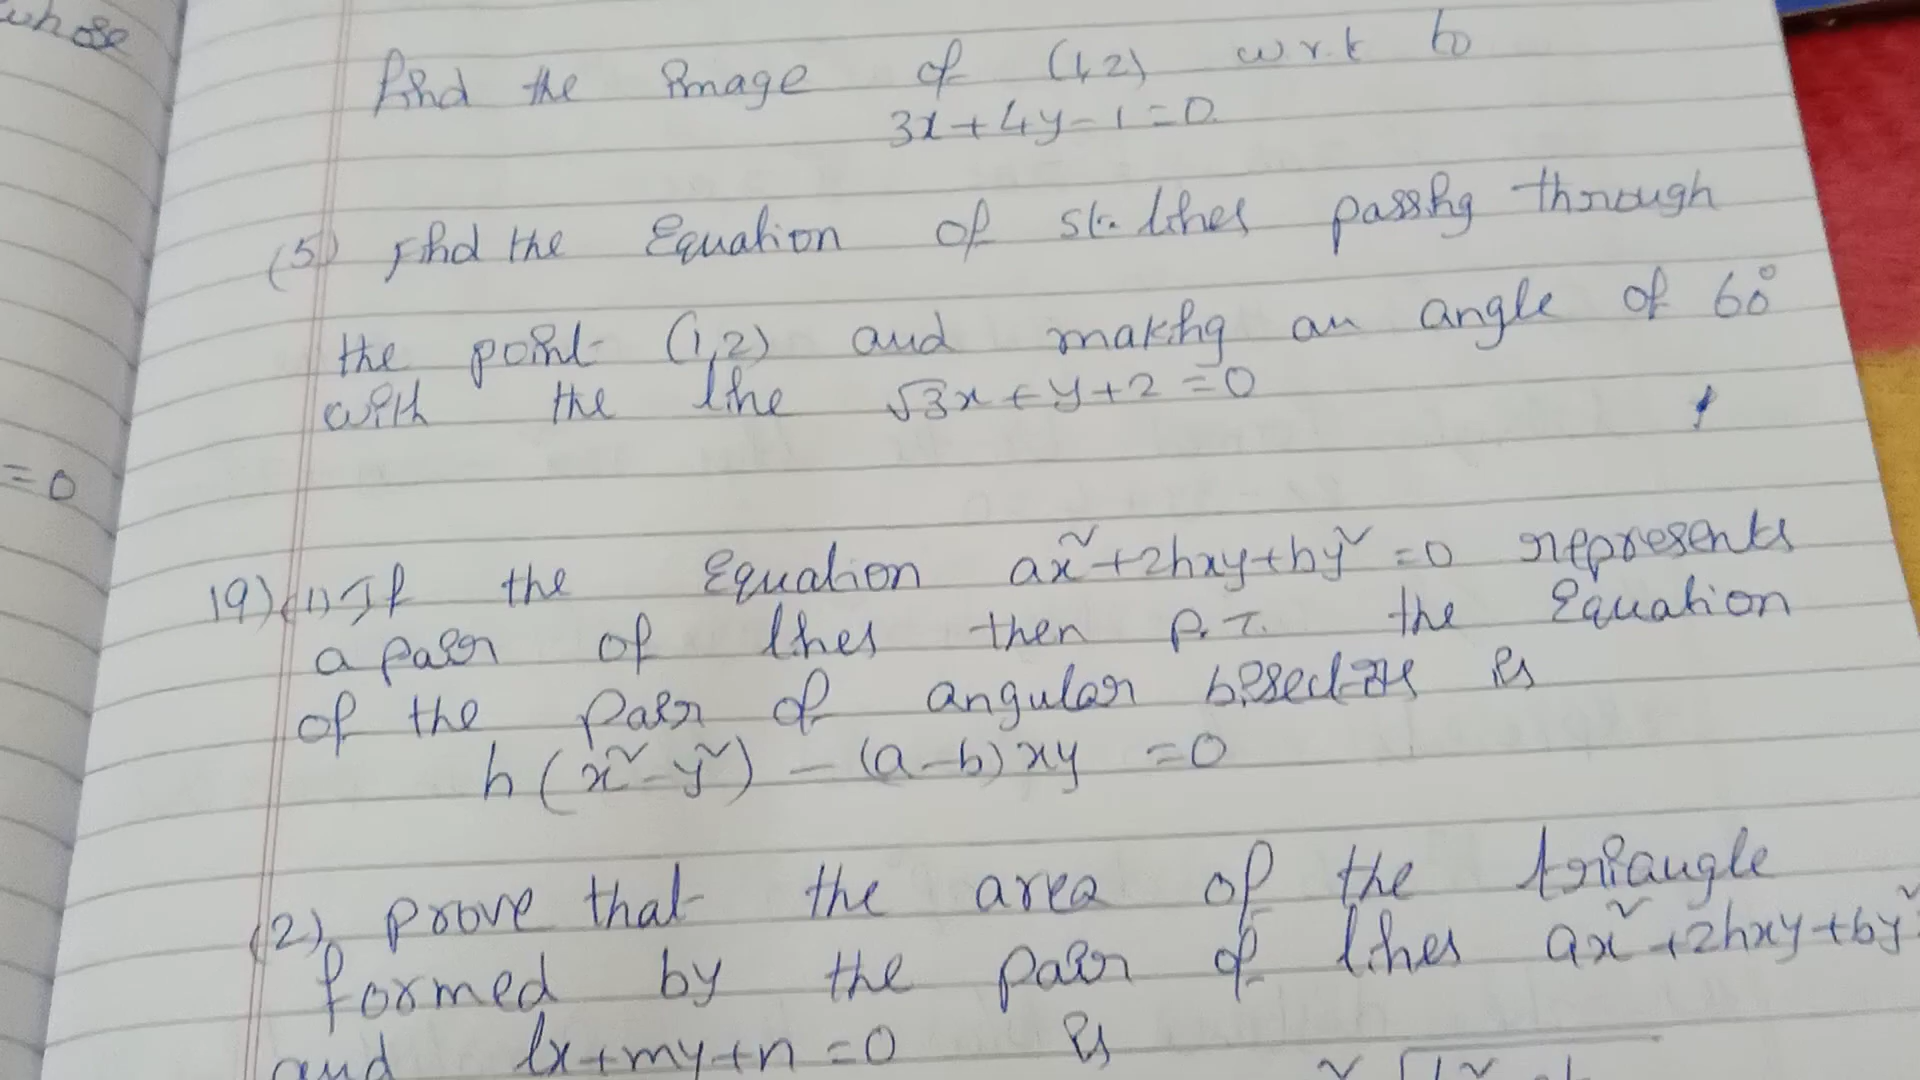 whose
find the image of (1,2) w.r.t to
3x+4y-1=0.
(5) Find the Equation of st. lines passing through
the point (1,2) and making an angle of 60°
with the line √3x+y+2=0
=0
19) (1) If the Equation ax²+2hxy+by²=0 represents
a pair of lines then P.T. the Equation
of the pair of angular bisectors is
h(x²-y²)-(a-b)xy=0
(2), prove that the area of the triangle
formed by the pair of lines ax²+2hxy+by²
and lx+my+n=0 is